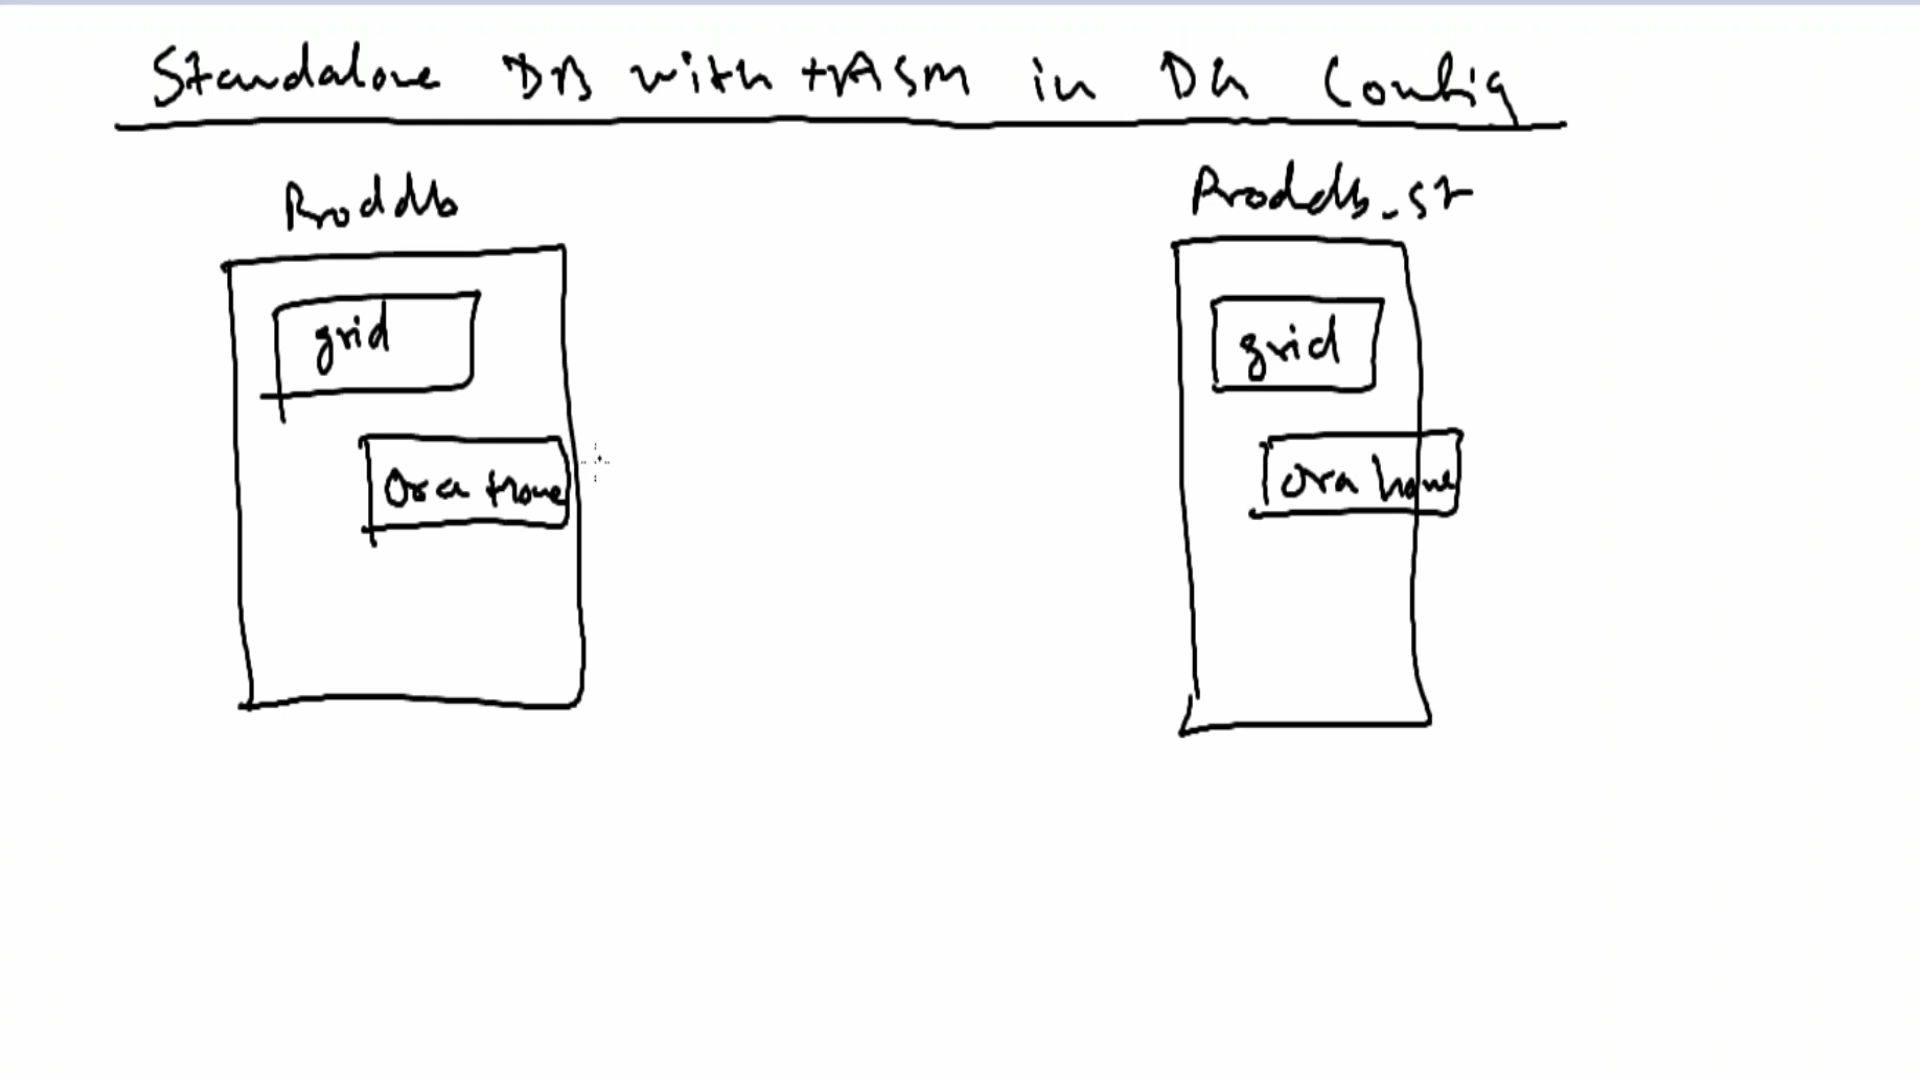 Standalone DB with +ASM in DG Config
Proddb
Proddb_st
grid
grid
Ora home
ora home